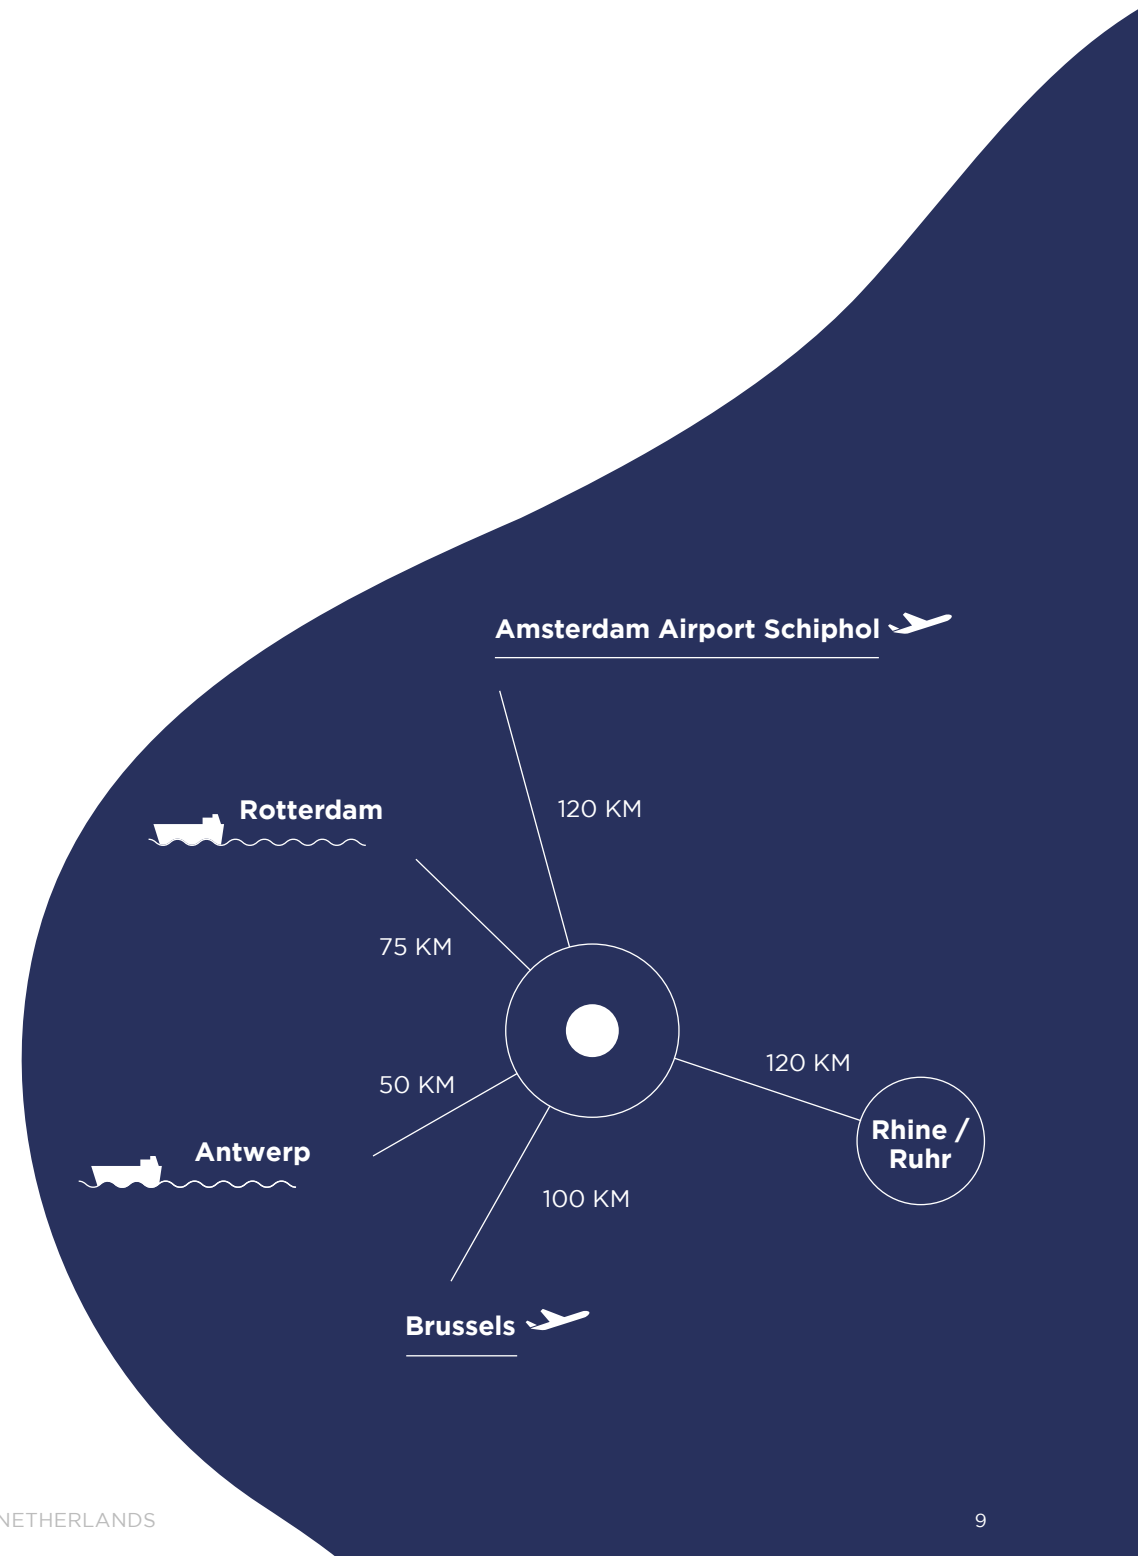 Amsterdam Airport Schiphol
Rotterdam
120 KM
75 KM
120 KM
50 KM
Rhine /
Ruhr
Antwerp
100 KM
Brussels
NETHERLANDS
9